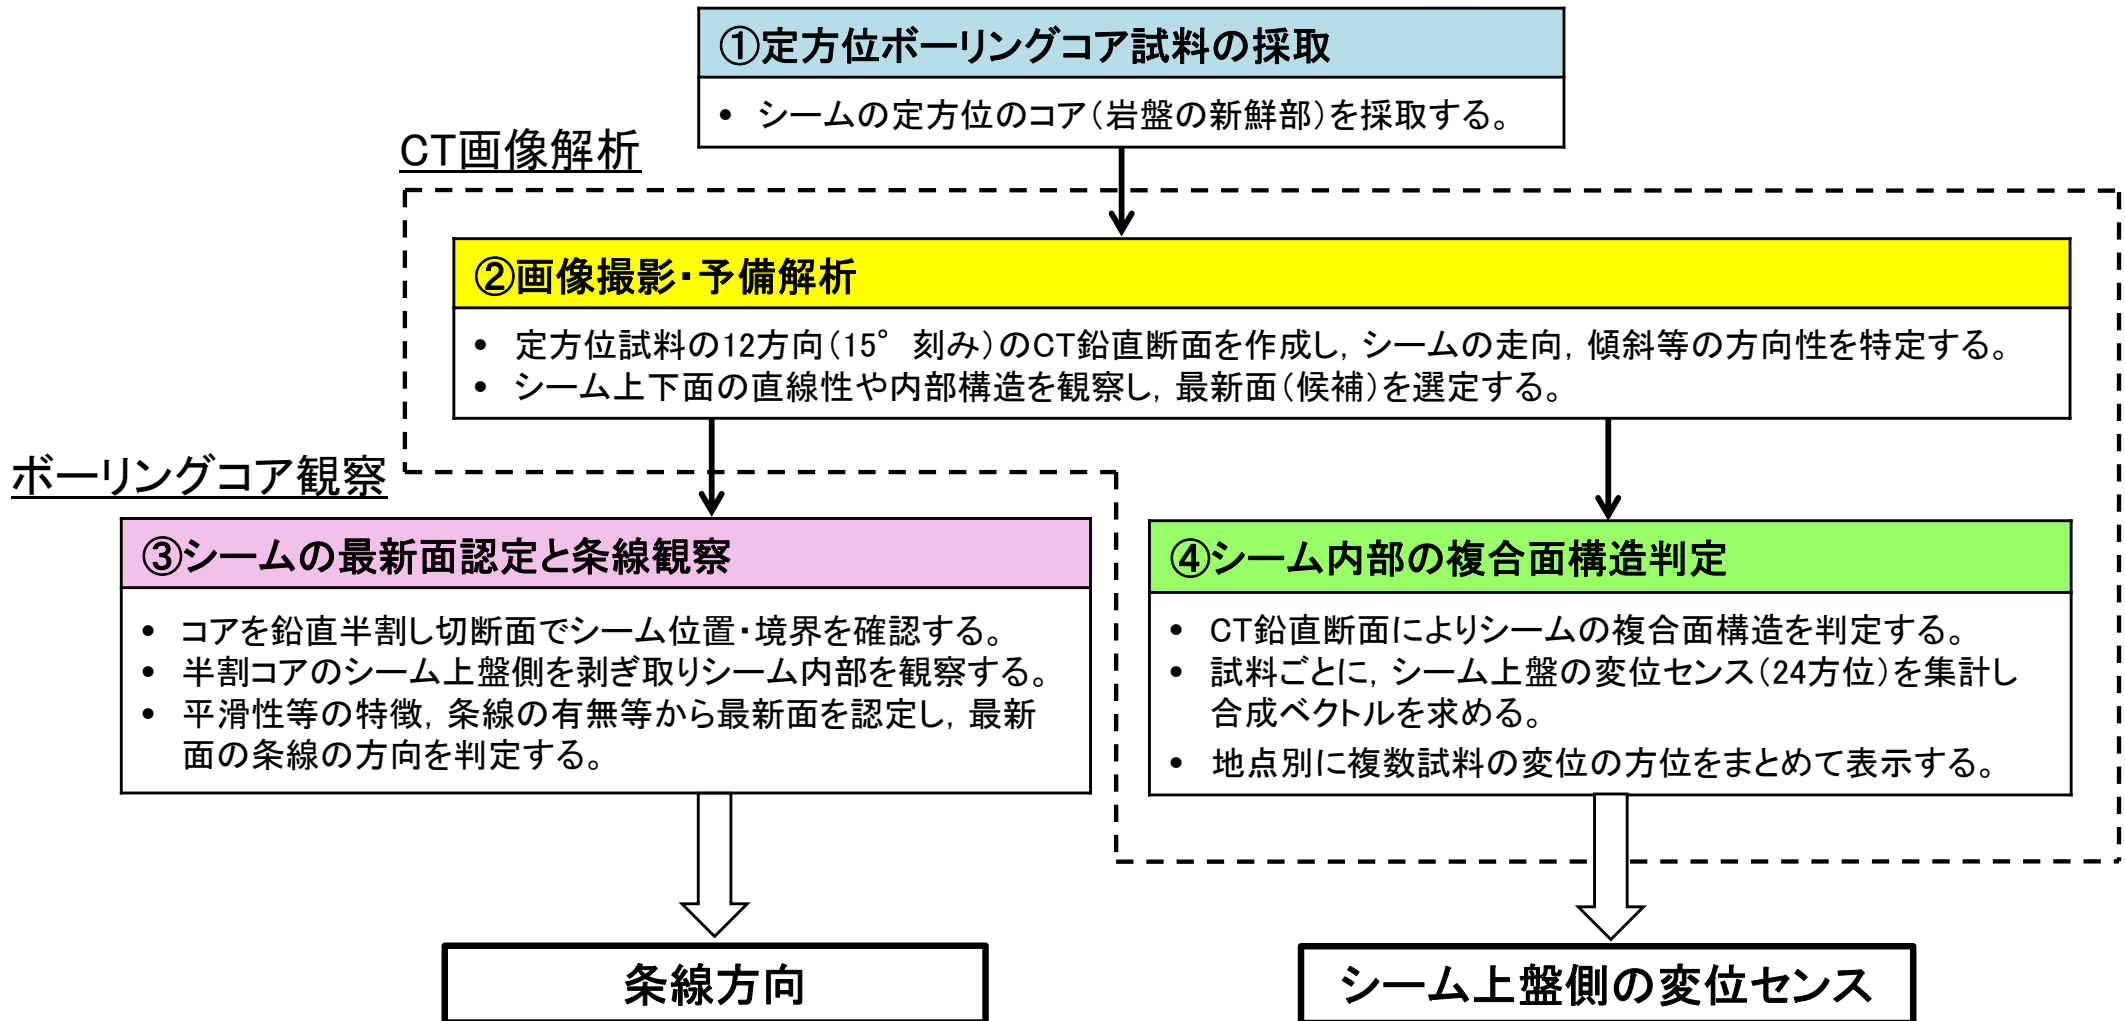 ①定方位ボーリングコア試料の採取
• シームの定方位のコア（岩盤の新鮮部）を採取する。
CT画像解析
②画像撮影・予備解析
• 定方位試料の12方向（15°刻み）のCT鉛直断面を作成し，シームの走向，傾斜等の方向性を特定する。
• シーム上下面の直線性や内部構造を観察し，最新面（候補）を選定する。
ボーリングコア観察
③シームの最新面認定と条線観察
• コアを鉛直半割し切断面でシーム位置・境界を確認する。
• 半割コアのシーム上盤側を剥ぎ取りシーム内部を観察する。
• 平滑性等の特徴，条線の有無等から最新面を認定し，最新
面の条線の方向を判定する。
④シーム内部の複合面構造判定
• CT鉛直断面によりシームの複合面構造を判定する。
• 試料ごとに，シーム上盤の変位センス（24方位）を集計し
合成ベクトルを求める。
• 地点別に複数試料の変位の方位をまとめて表示する。
条線方向
シーム上盤側の変位センス